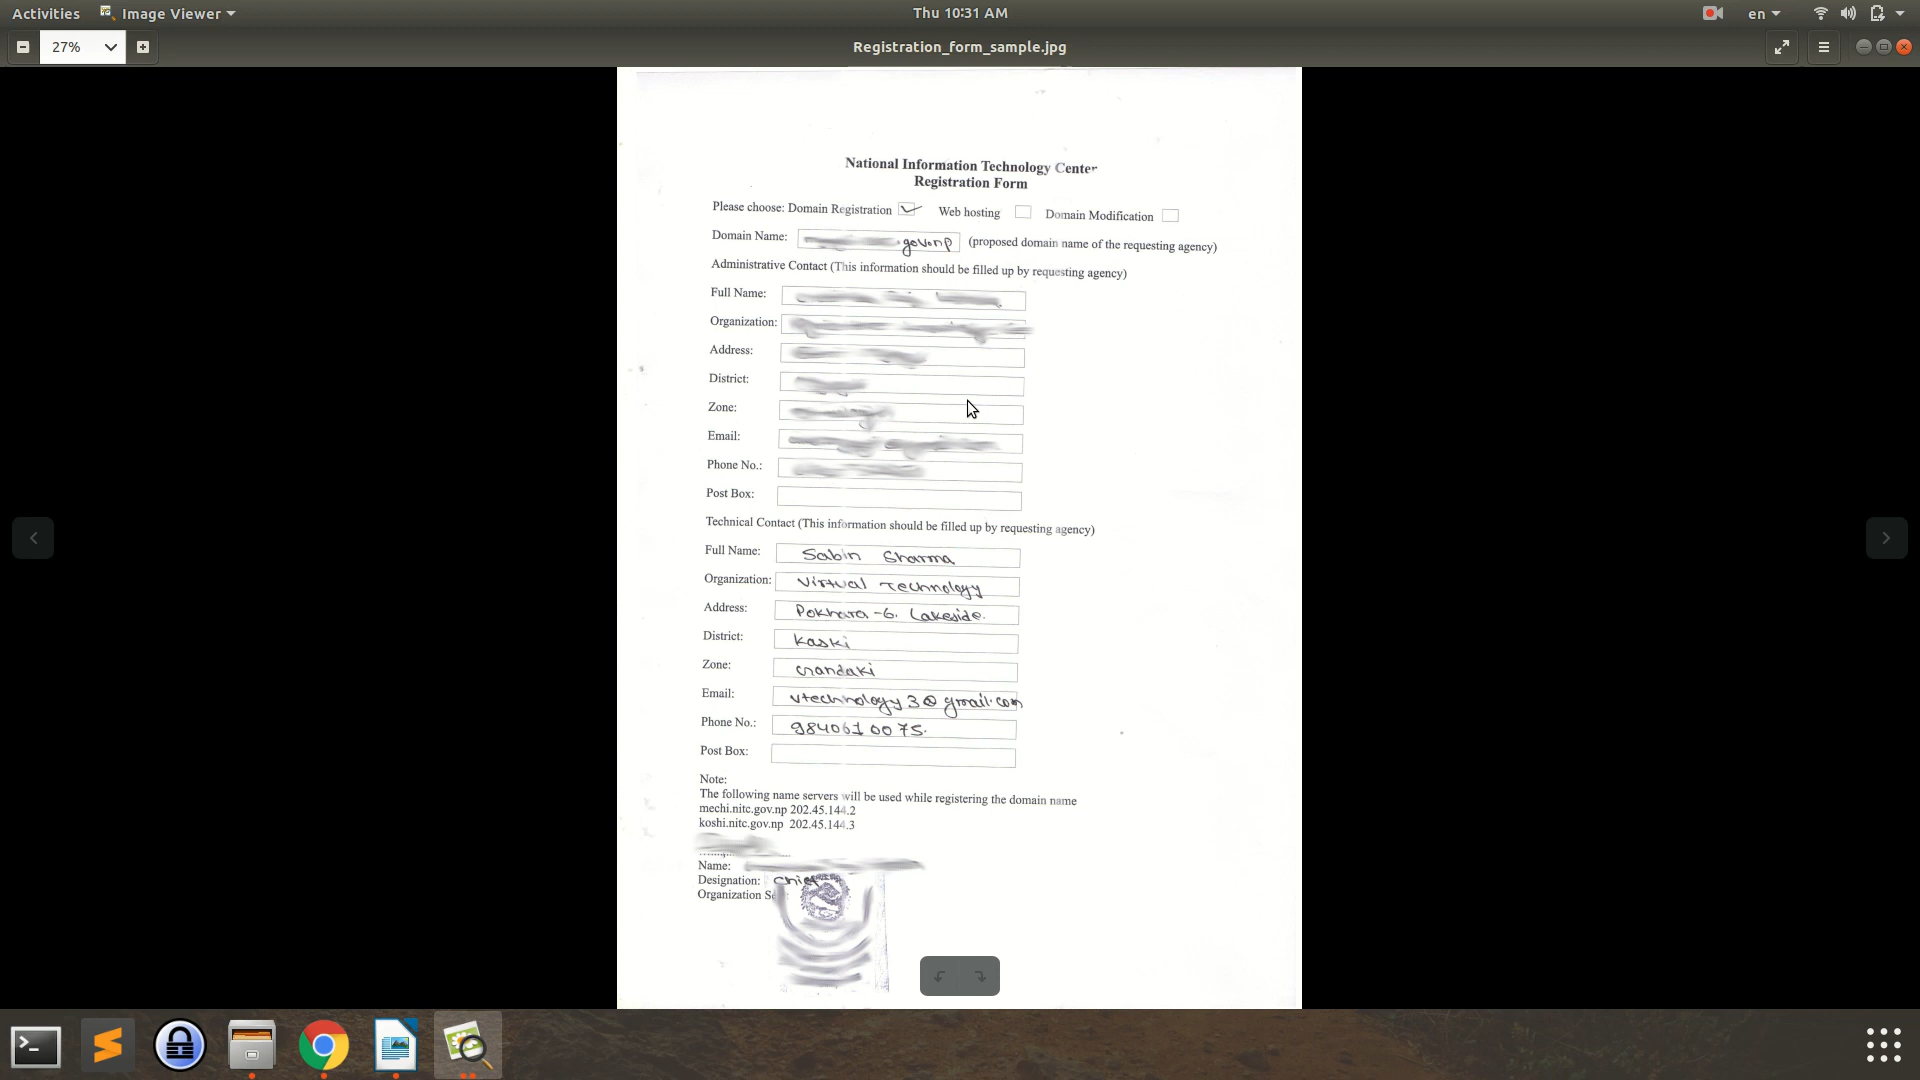 Activities Image Viewer Thu 10:31 AM en
27% Registration_form_sample.jpg
National Information Technology Center
Registration Form
Please choose: Domain Registration Web hosting Domain Modification
Domain Name: .gov.np (proposed domain name of the requesting agency)
Administrative Contact (This information should be filled up by requesting agency)
Full Name:
Organization:
Address:
District:
Zone:
Email:
Phone No.:
Post Box:
Technical Contact (This information should be filled up by requesting agency)
Full Name: Sabin Sharma
Organization: Virtual Technology
Address: Pokhara-6. Lakeside.
District: Kaski
Zone: Gandaki
Email: vtechnology3@gmail.com
Phone No.: 9840610075.
Post Box:
Note:
The following name servers will be used while registering the domain name
mechi.nitc.gov.np 202.45.144.2
koshi.nitc.gov.np 202.45.144.3
Name:
Designation: Chief
Organization